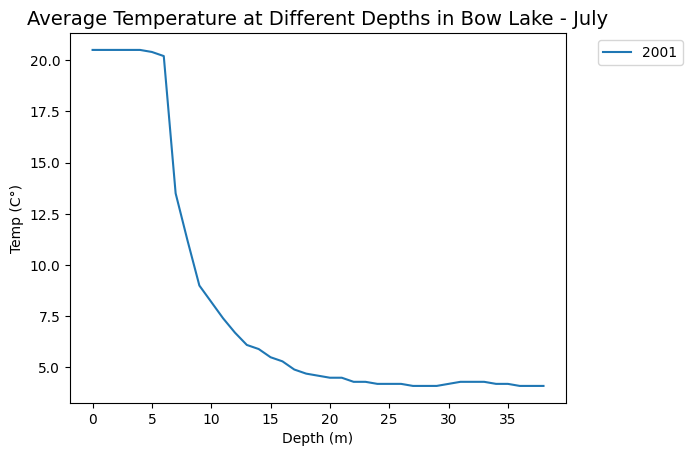 Average Temperature at Different Depths in Bow Lake - July
2001
20.0
17.5
15.0
12.5
10.0
7.5
5.0
Temp (C°)
0 5 10 15 20 25 30 35
Depth (m)